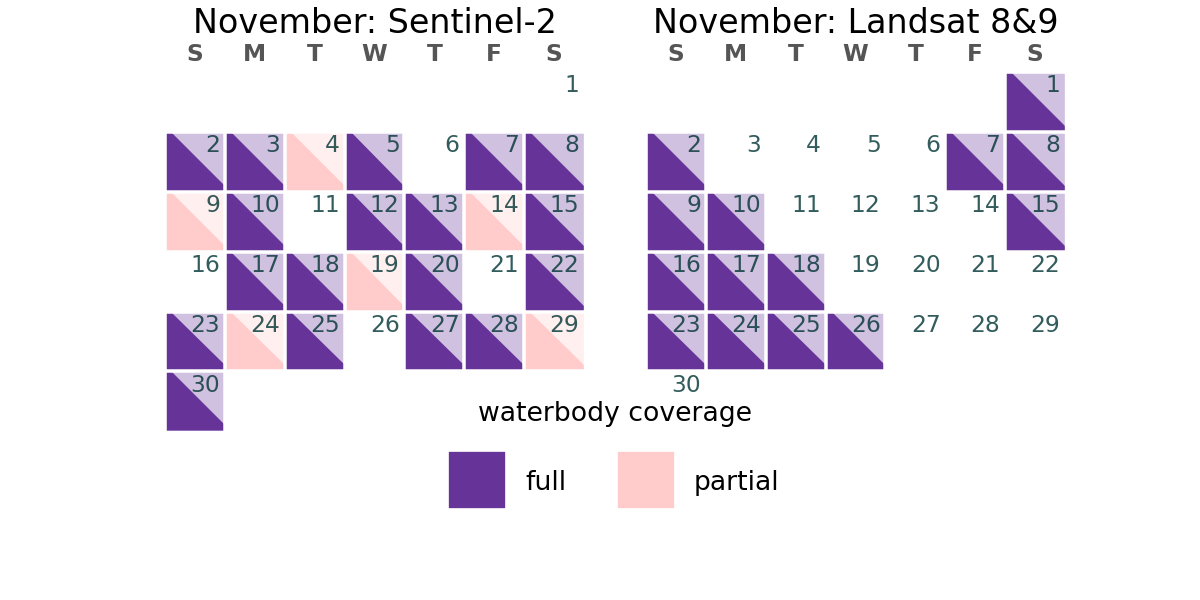 November: Sentinel-2
S M T W T F S
1
2 3 4 5 6 7 8
9 10 11 12 13 14 15
16 17 18 19 20 21 22
23 24 25 26 27 28 29
30
November: Landsat 8&9
S M T W T F S
1
2 3 4 5 6 7 8
9 10 11 12 13 14 15
16 17 18 19 20 21 22
23 24 25 26 27 28 29
30
waterbody coverage
full partial